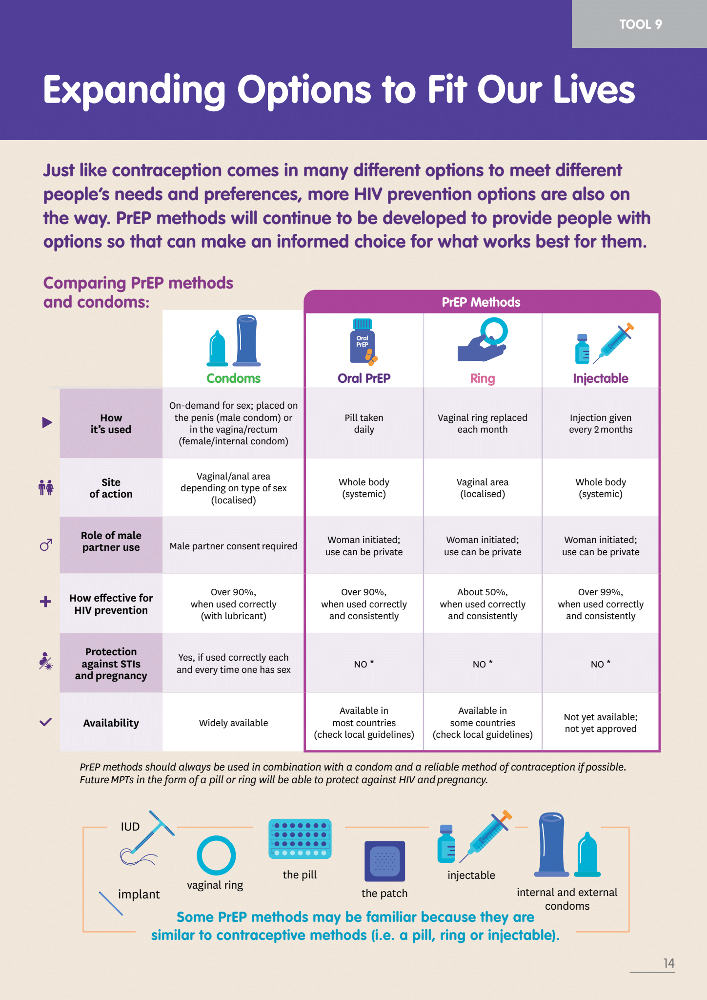 TOOL 9
Expanding Options to Fit Our Lives
Just like contraception comes in many different options to meet different
people's needs and preferences, more HIV prevention options are also on
the way. PrEP methods will continue to be developed to provide people with
options so that can make an informed choice for what works best for them.
Comparing PrEP methods
and condoms:
PrEP Methods
Oral
PrEP
Condoms
Oral PrEP
Ring
Injectable
How
it's used
On-demand for sex; placed on
the penis (male condom) or
in the vagina/rectum
(female/internal condom)
Pill taken
daily
Vaginal ring replaced
each month
Injection given
every 2 months
Site
of action
Vaginal/anal area
depending on type of sex
(localised)
Whole body
(systemic)
Vaginal area
(localised)
Whole body
(systemic)
Role of male
partner use
Male partner consent required
Woman initiated;
use can be private
Woman initiated;
use can be private
Woman initiated;
use can be private
How effective for
HIV prevention
Over 90%,
when used correctly
(with lubricant)
Over 90%,
when used correctly
and consistently
About 50%,
when used correctly
and consistently
Over 99%,
when used correctly
and consistently
Protection
against STIs
and pregnancy
Yes, if used correctly each
and every time one has sex
NO *
NO *
NO *
Availability
Widely available
Available in
most countries
(check local guidelines)
Available in
some countries
(check local guidelines)
Not yet available;
not yet approved
PrEP methods should always be used in combination with a condom and a reliable method of contraception if possible.
Future MPTs in the form of a pill or ring will be able to protect against HIV and pregnancy.
IUD
implant
vaginal ring
the pill
the patch
injectable
internal and external
condoms
Some PrEP methods may be familiar because they are
similar to contraceptive methods (i.e. a pill, ring or injectable).
14